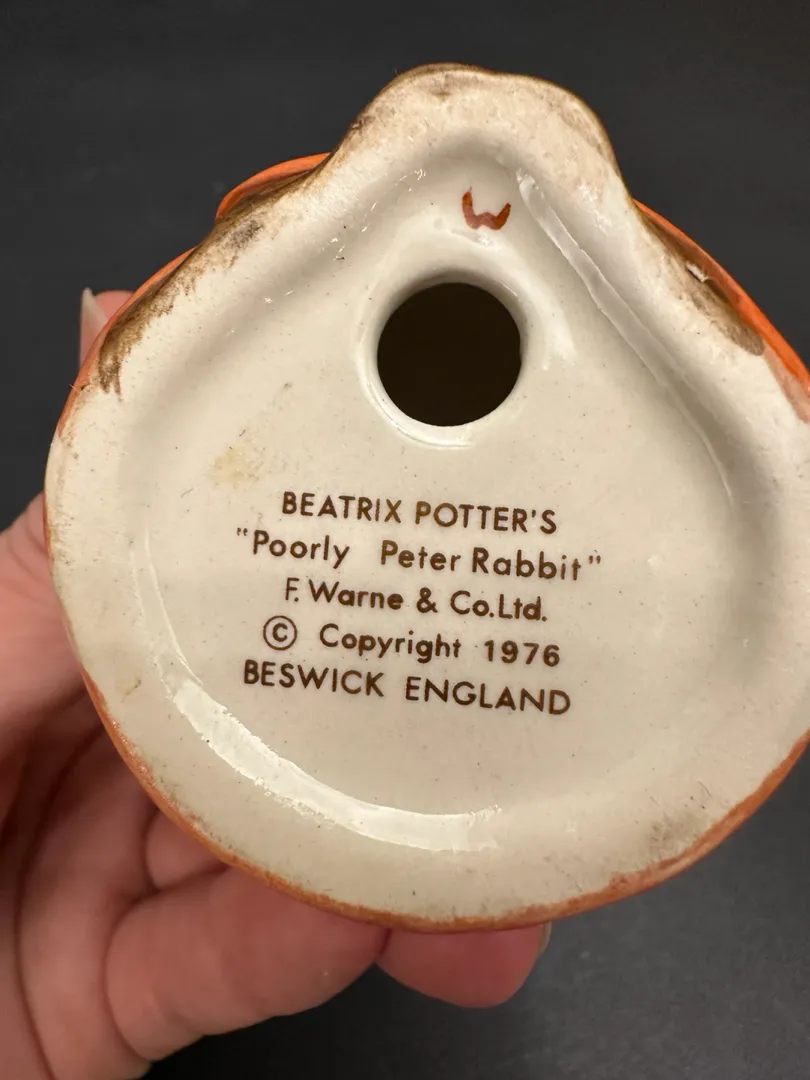 BEATRIX POTTER'S
"Poorly Peter Rabbit"
F. Warne & Co.Ltd.
© Copyright 1976
BESWICK ENGLAND